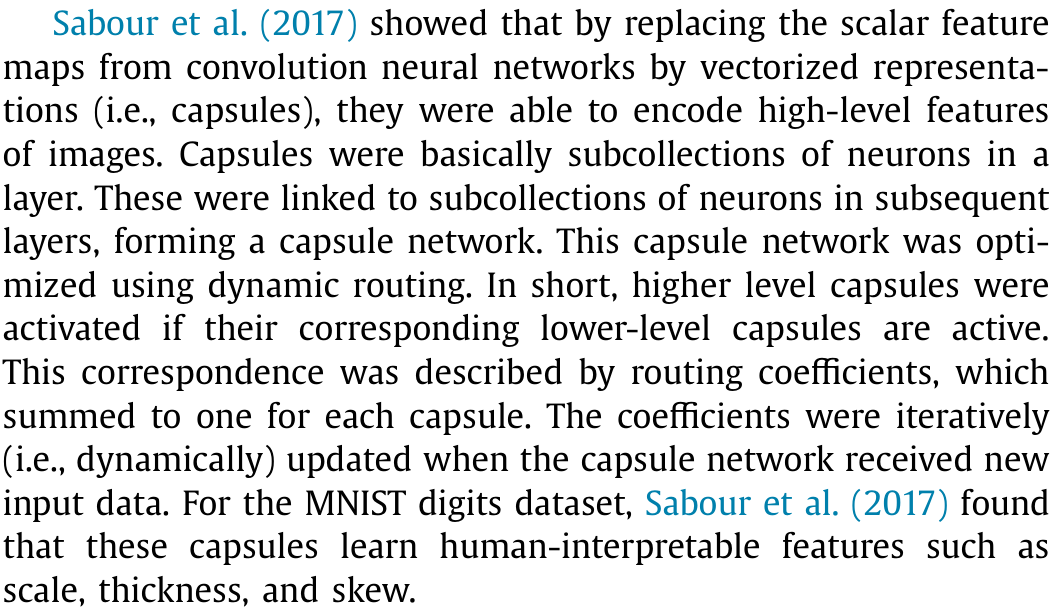 Sabour et al. (2017) showed that by replacing the scalar feature
maps from convolution neural networks by vectorized representa-
tions (i.e., capsules), they were able to encode high-level features
of images. Capsules were basically subcollections of neurons in a
layer. These were linked to subcollections of neurons in subsequent
layers, forming a capsule network. This capsule network was opti-
mized using dynamic routing. In short, higher level capsules were
activated if their corresponding lower-level capsules are active.
This correspondence was described by routing coefficients, which
summed to one for each capsule. The coefficients were iteratively
(i.e., dynamically) updated when the capsule network received new
input data. For the MNIST digits dataset, Sabour et al. (2017) found
that these capsules learn human-interpretable features such as
scale, thickness, and skew.